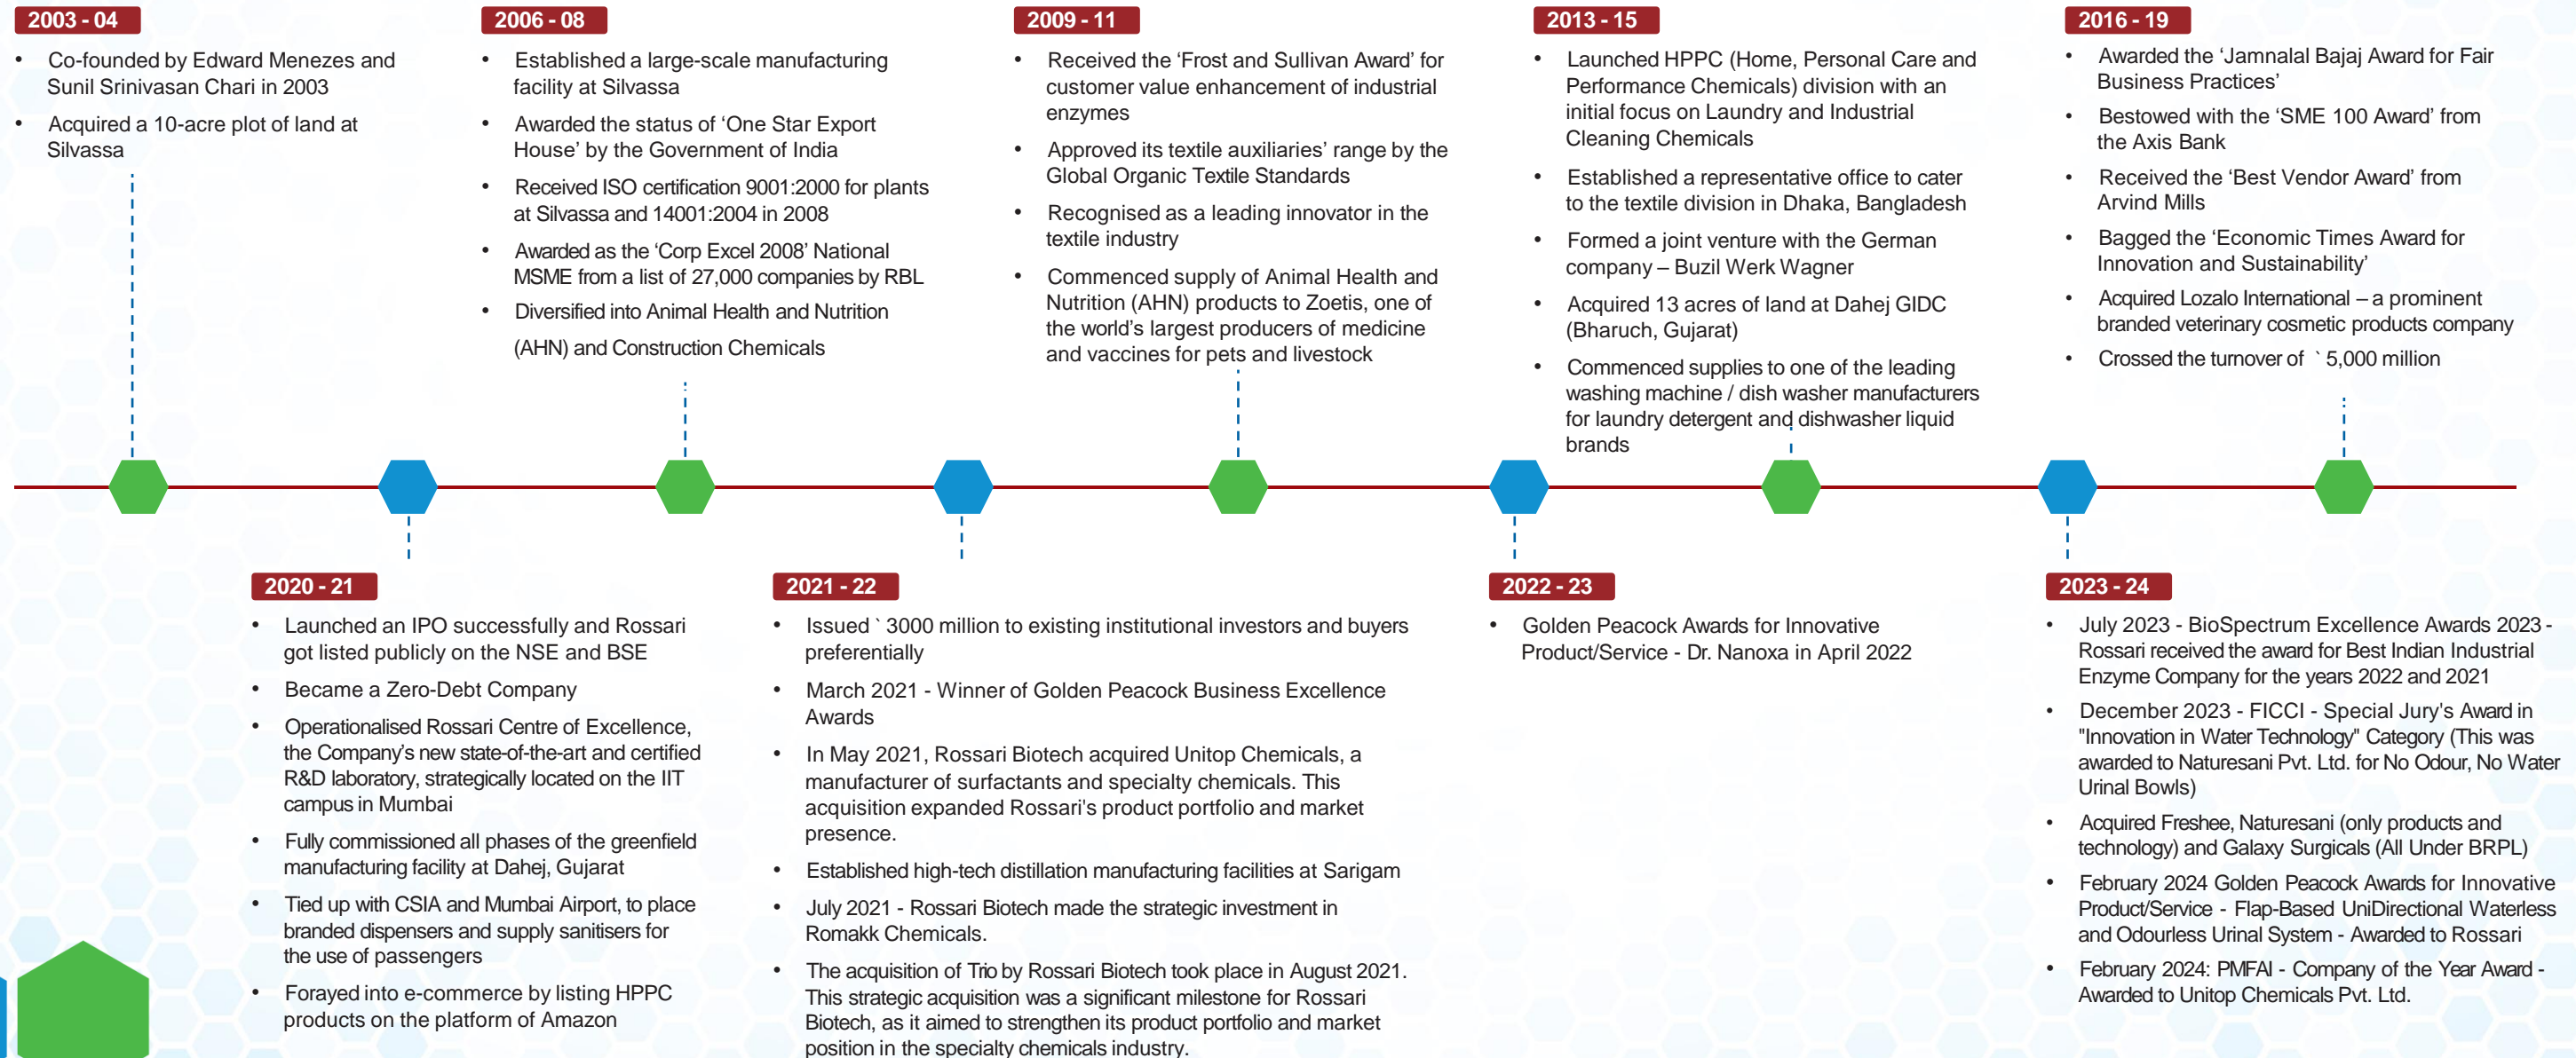 2003 - 04
• Co-founded by Edward Menezes and
Sunil Srinivasan Chari in 2003
• Acquired a 10-acre plot of land at
Silvassa
2006 - 08
• Established a large-scale manufacturing
facility at Silvassa
• Awarded the status of ‘One Star Export
House’ by the Government of India
• Received ISO certification 9001:2000 for plants
at Silvassa and 14001:2004 in 2008
• Awarded as the ‘Corp Excel 2008’ National
MSME from a list of 27,000 companies by RBL
• Diversified into Animal Health and Nutrition
(AHN) and Construction Chemicals
2009 - 11
• Received the ‘Frost and Sullivan Award’ for
customer value enhancement of industrial
enzymes
• Approved its textile auxiliaries’ range by the
Global Organic Textile Standards
• Recognised as a leading innovator in the
textile industry
• Commenced supply of Animal Health and
Nutrition (AHN) products to Zoetis, one of
the world’s largest producers of medicine
and vaccines for pets and livestock
2013 - 15
• Launched HPPC (Home, Personal Care and
Performance Chemicals) division with an
initial focus on Laundry and Industrial
Cleaning Chemicals
• Established a representative office to cater
to the textile division in Dhaka, Bangladesh
• Formed a joint venture with the German
company – Buzil Werk Wagner
• Acquired 13 acres of land at Dahej GIDC
(Bharuch, Gujarat)
• Commenced supplies to one of the leading
washing machine / dish washer manufacturers
for laundry detergent and dishwasher liquid
brands
2016 - 19
• Awarded the ‘Jamnalal Bajaj Award for Fair
Business Practices’
• Bestowed with the ‘SME 100 Award’ from
the Axis Bank
• Received the ‘Best Vendor Award’ from
Arvind Mills
• Bagged the ‘Economic Times Award for
Innovation and Sustainability’
• Acquired Lozalo International – a prominent
branded veterinary cosmetic products company
• Crossed the turnover of ` 5,000 million
2020 - 21
• Launched an IPO successfully and Rossari
got listed publicly on the NSE and BSE
• Became a Zero-Debt Company
• Operationalised Rossari Centre of Excellence,
the Company’s new state-of-the-art and certified
R&D laboratory, strategically located on the IIT
campus in Mumbai
• Fully commissioned all phases of the greenfield
manufacturing facility at Dahej, Gujarat
• Tied up with CSIA and Mumbai Airport, to place
branded dispensers and supply sanitisers for
the use of passengers
• Forayed into e-commerce by listing HPPC
products on the platform of Amazon
2021 - 22
• Issued ` 3000 million to existing institutional investors and buyers
preferentially
• March 2021 - Winner of Golden Peacock Business Excellence
Awards
• In May 2021, Rossari Biotech acquired Unitop Chemicals, a
manufacturer of surfactants and specialty chemicals. This
acquisition expanded Rossari's product portfolio and market
presence.
• Established high-tech distillation manufacturing facilities at Sarigam
• July 2021 - Rossari Biotech made the strategic investment in
Romakk Chemicals.
• The acquisition of Trio by Rossari Biotech took place in August 2021.
This strategic acquisition was a significant milestone for Rossari
Biotech, as it aimed to strengthen its product portfolio and market
position in the specialty chemicals industry.
2022 - 23
• Golden Peacock Awards for Innovative
Product/Service - Dr. Nanoxa in April 2022
2023 - 24
• July 2023 - BioSpectrum Excellence Awards 2023 -
Rossari received the award for Best Indian Industrial
Enzyme Company for the years 2022 and 2021
• December 2023 - FICCI - Special Jury's Award in
"Innovation in Water Technology" Category (This was
awarded to Naturesani Pvt. Ltd. for No Odour, No Water
Urinal Bowls)
• Acquired Freshee, Naturesani (only products and
technology) and Galaxy Surgicals (All Under BRPL)
• February 2024 Golden Peacock Awards for Innovative
Product/Service - Flap-Based UniDirectional Waterless
and Odourless Urinal System - Awarded to Rossari
• February 2024: PMFAI - Company of the Year Award -
Awarded to Unitop Chemicals Pvt. Ltd.